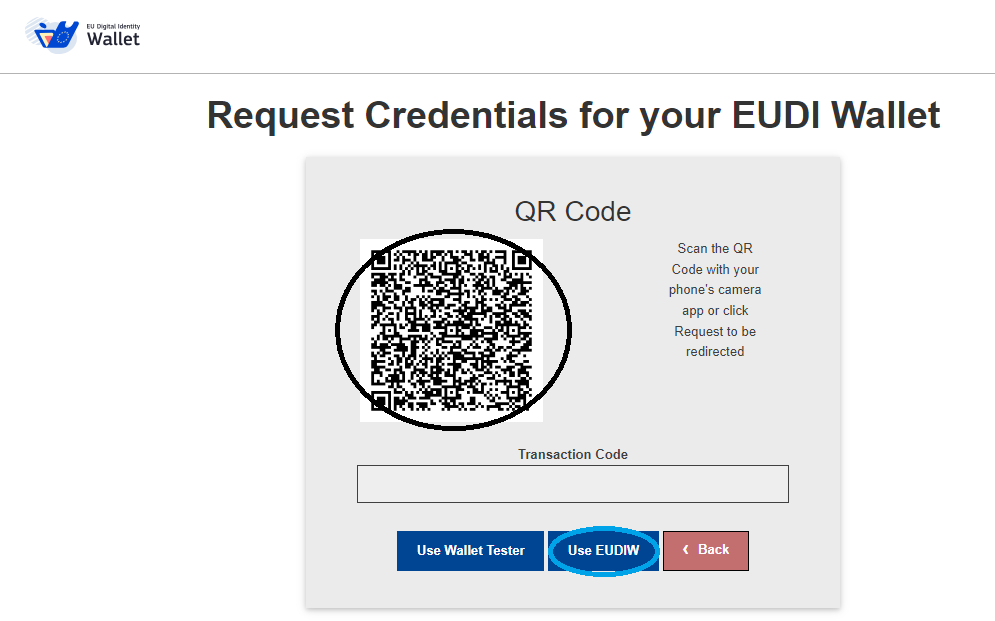 EU Digital Identity
Wallet
Request Credentials for your EUDI Wallet
QR Code
Scan the QR
Code with your
phone's camera
app or click
Request to be
redirected
Transaction Code
Use Wallet Tester
Use EUDIW
‹ Back